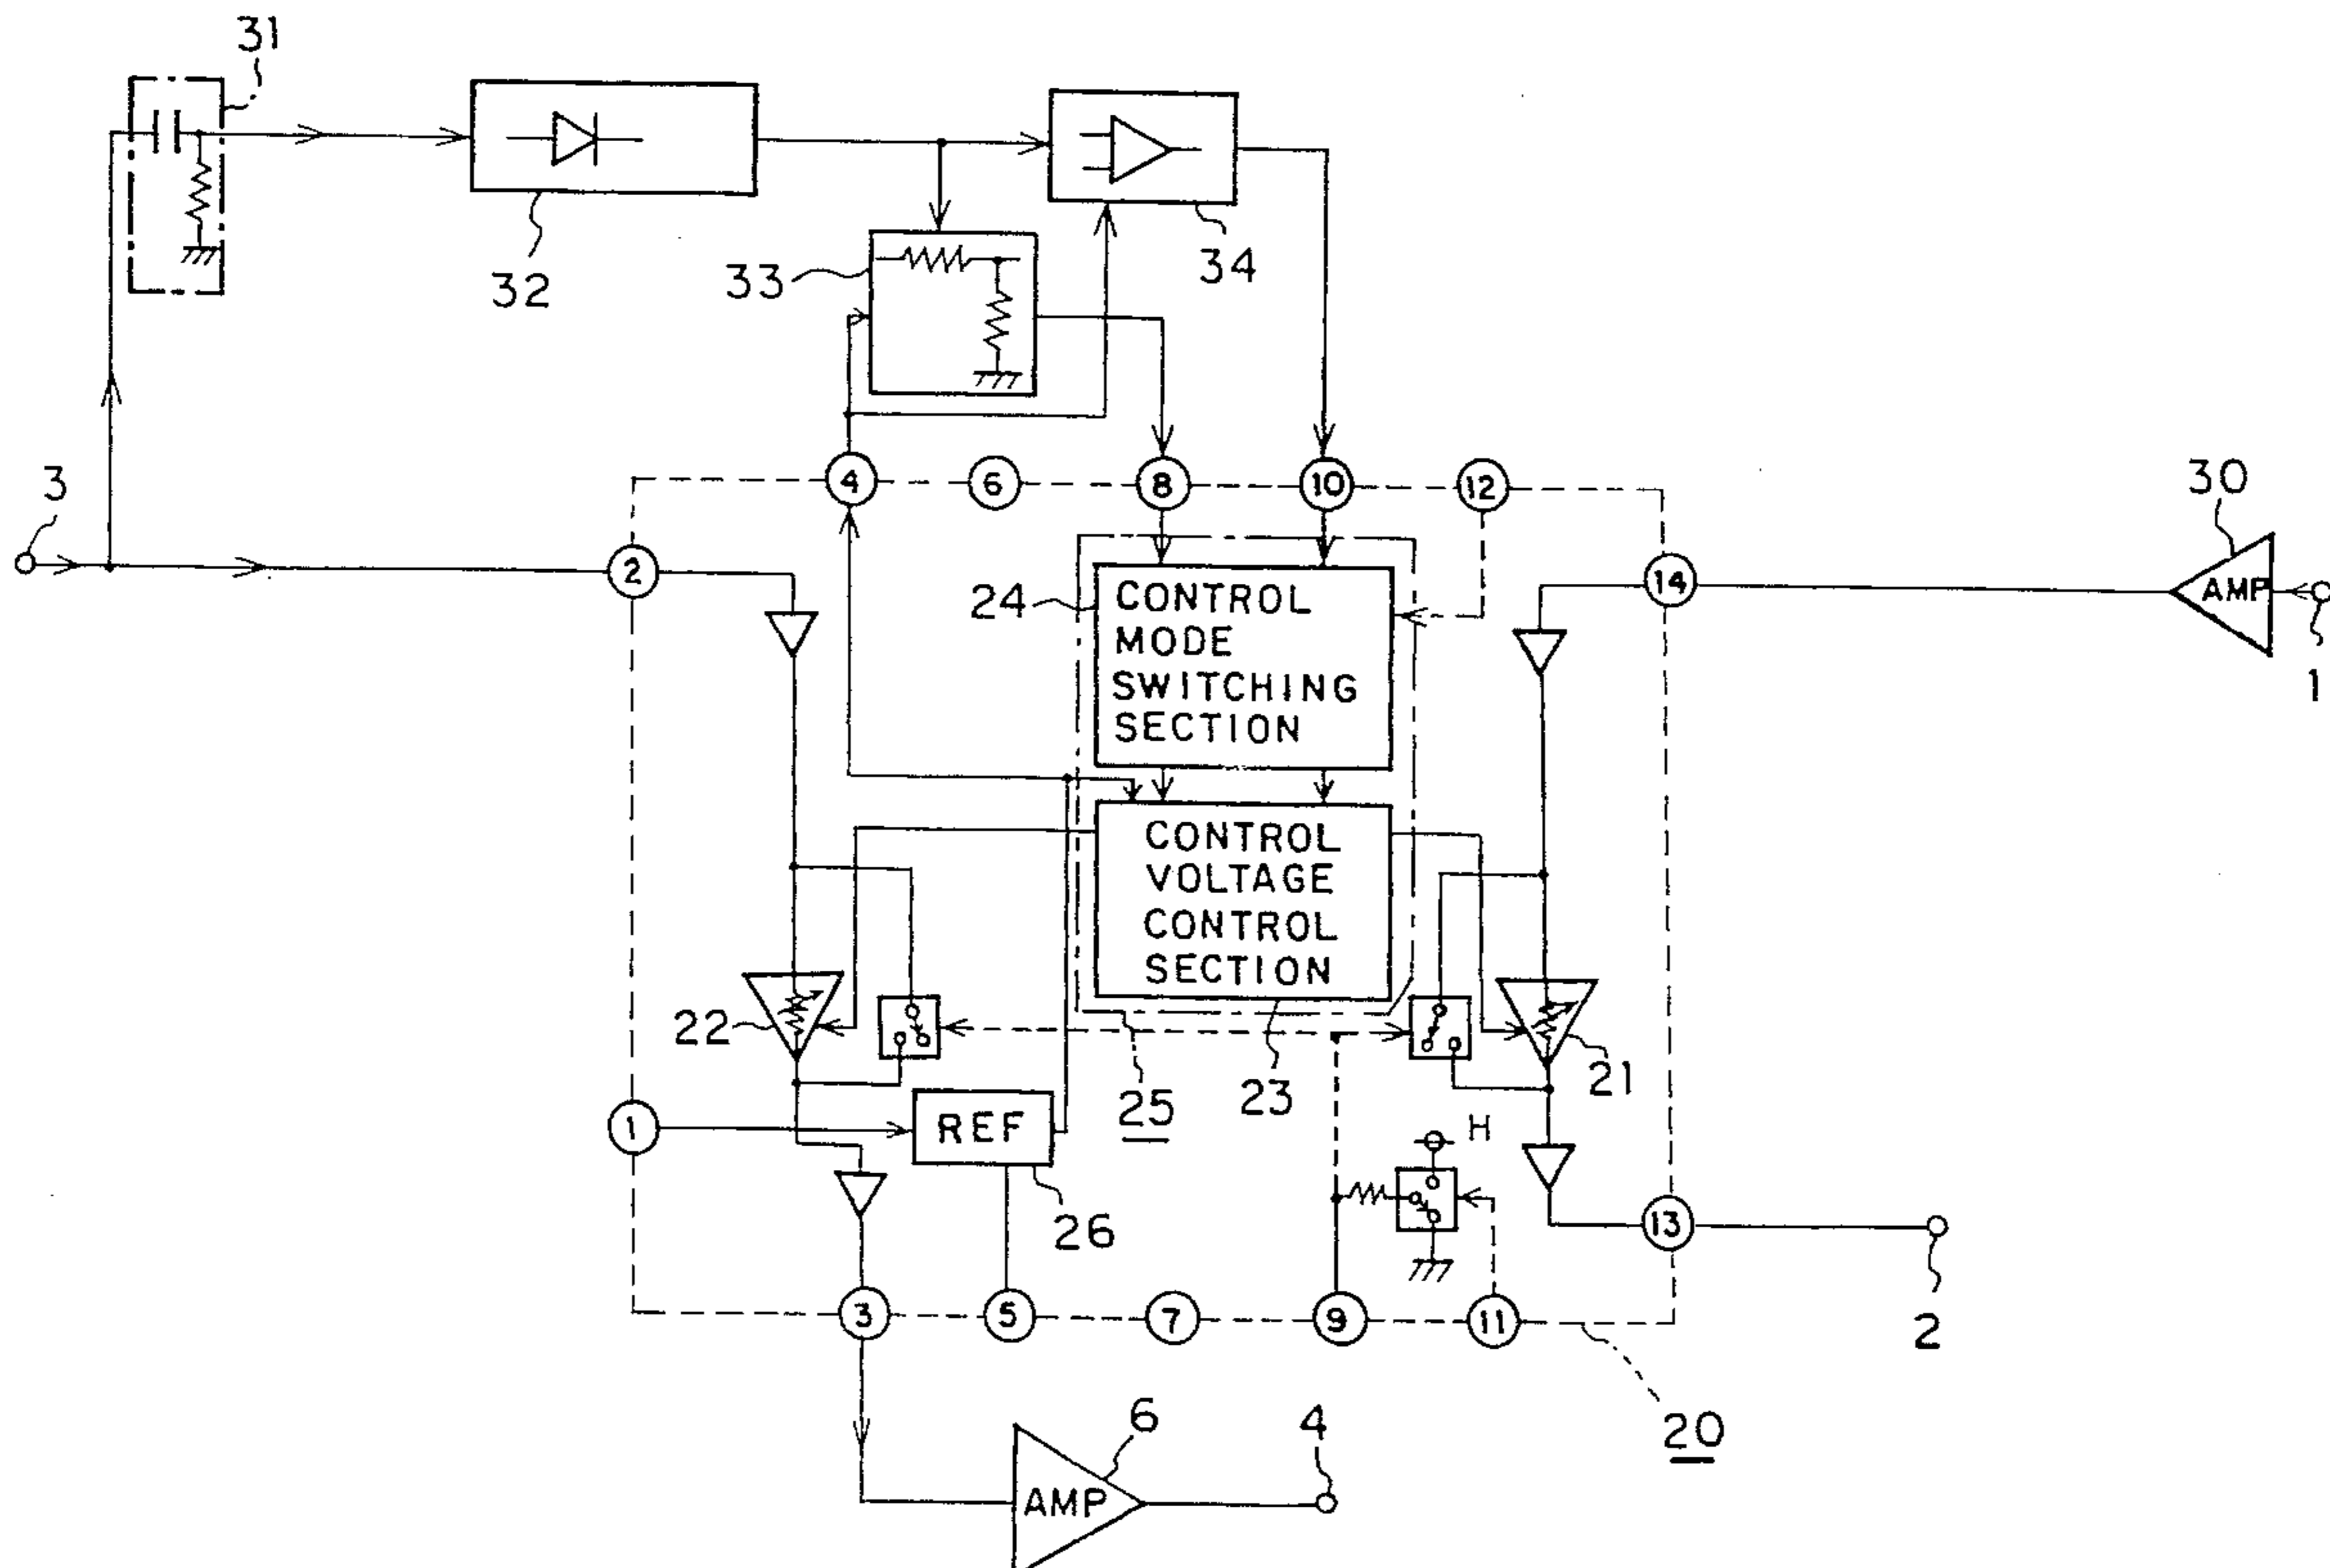 31
32
33
34
3
4
6
8
10
12
30
2
14
AMP
1
24
CONTROL
MODE
SWITCHING
SECTION
CONTROL
VOLTAGE
CONTROL
SECTION
22
21
1
REF
25
23
H
26
13
3
5
7
9
11
2
20
6
4
AMP